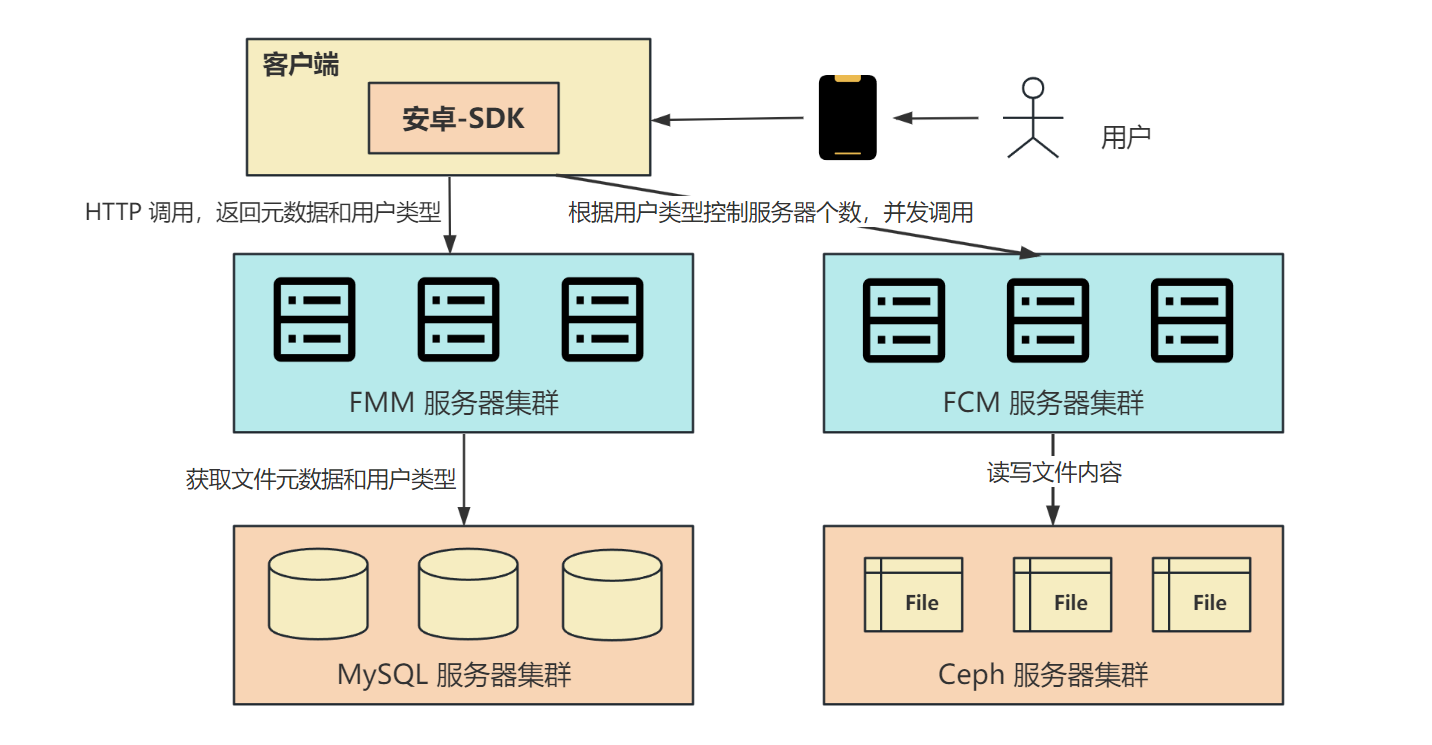 客户端
安卓-SDK
用户
HTTP 调用，返回元数据和用户类型
根据用户类型控制服务器个数，并发调用
FMM 服务器集群
FCM 服务器集群
获取文件元数据和用户类型
读写文件内容
File
File
File
MySQL 服务器集群
Ceph 服务器集群